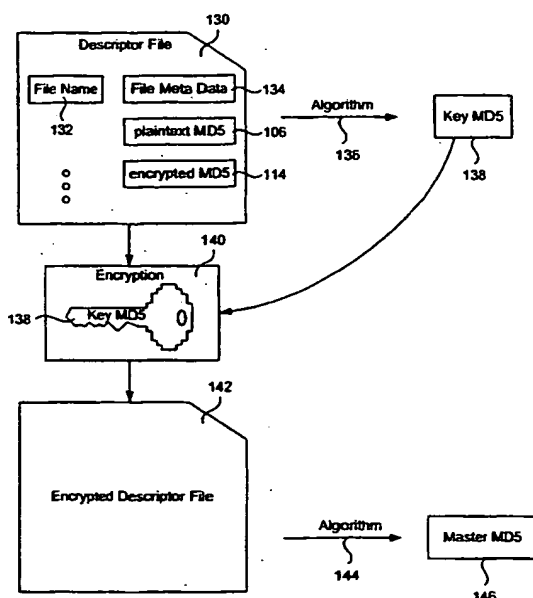 Descriptor File
130
File Name
132
File Meta Data
134
plaintext MD5
106
encrypted MD5
114
Algorithm
136
Key MD5
138
140
Encryption
138
Key MD5
142
Encrypted Descriptor File
Algorithm
144
Master MD5
146